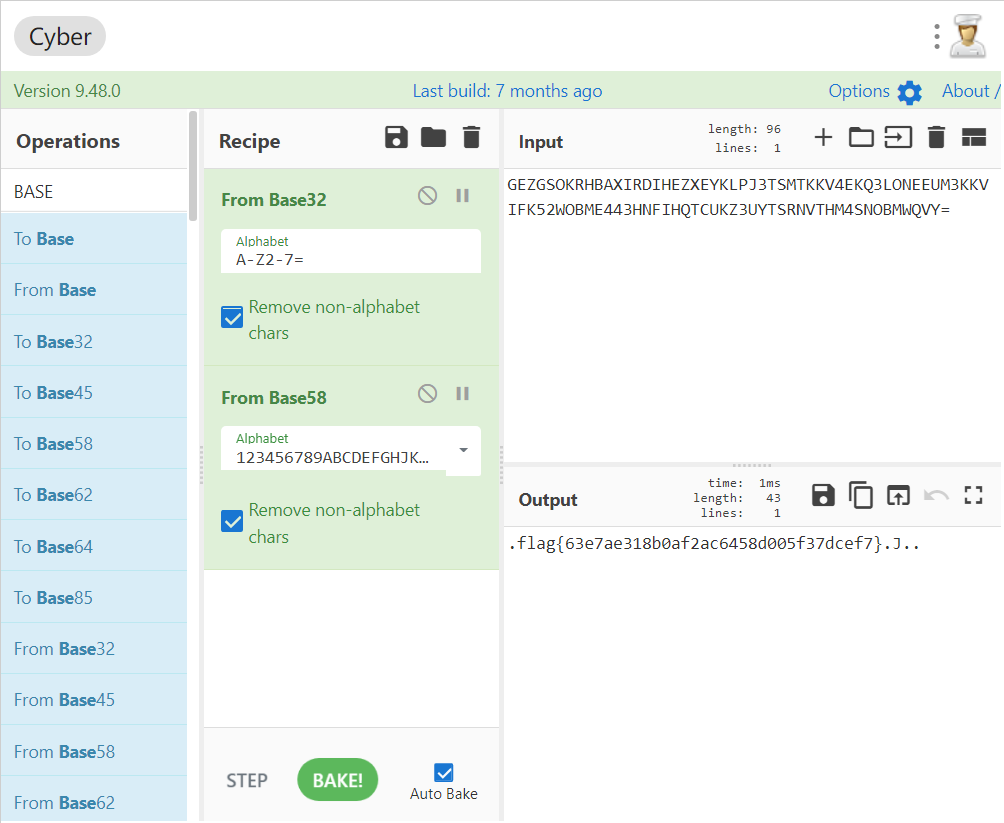 Cyber
Version 9.48.0
Last build: 7 months ago
Options
About /
Operations
BASE
To Base
From Base
To Base32
To Base45
To Base58
To Base62
To Base64
To Base85
From Base32
From Base45
From Base58
From Base62
Recipe
From Base32
Alphabet
A-Z2-7=
Remove non-alphabet
chars
From Base58
Alphabet
123456789ABCDEFGHJK…
Remove non-alphabet
chars
STEP
BAKE!
Auto Bake
Input
length: 96
lines: 1
GEZGSOKRHBAXIRDIHEZXEYKLPJ3TSMTKKV4EKQ3LONEEUM3KKV
IFK52WOBME443HNFIHQTCUKZ3UYTSRNVTHM4SNOBMWQVY=
Output
time: 1ms
length: 43
lines: 1
.flag{63e7ae318b0af2ac6458d005f37dcef7}.J..